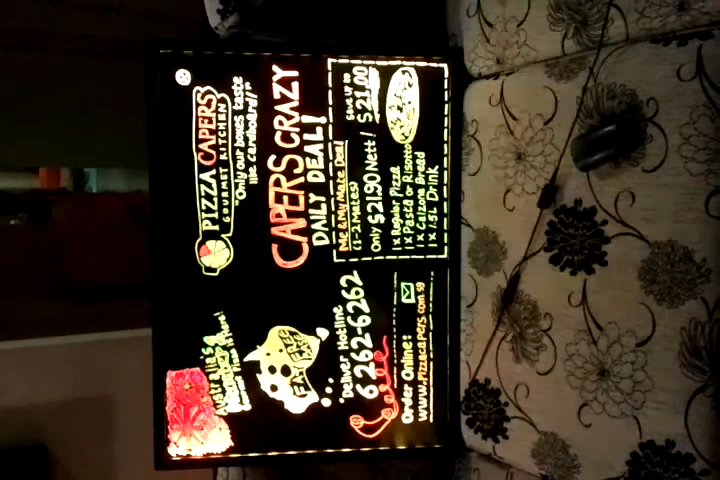 PIZZA CAPERS
GOURMET KITCHEN
"Only our boxes taste
like cardboard!!"
CAPERS CRAZY
DAILY DEAL!
Me & My Mate Deal
(1-2 Mates)
Only $21.90 Nett!
save up to
$21.00
1x Regular Pizza
1x Pasta or Risotto
1x Calzone Bread
1x 1.5L Drink
EAT FREE
Deliver Hotline
6262-6262
Order Online:
www.pizzacapers.com.sg